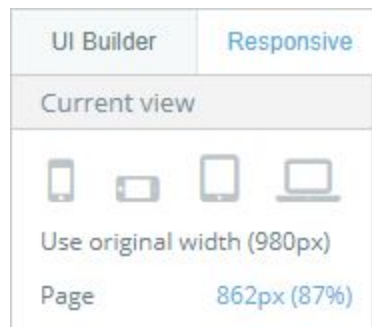 UI Builder Responsive
Current view
Use original width (980px)
Page 862px (87%)